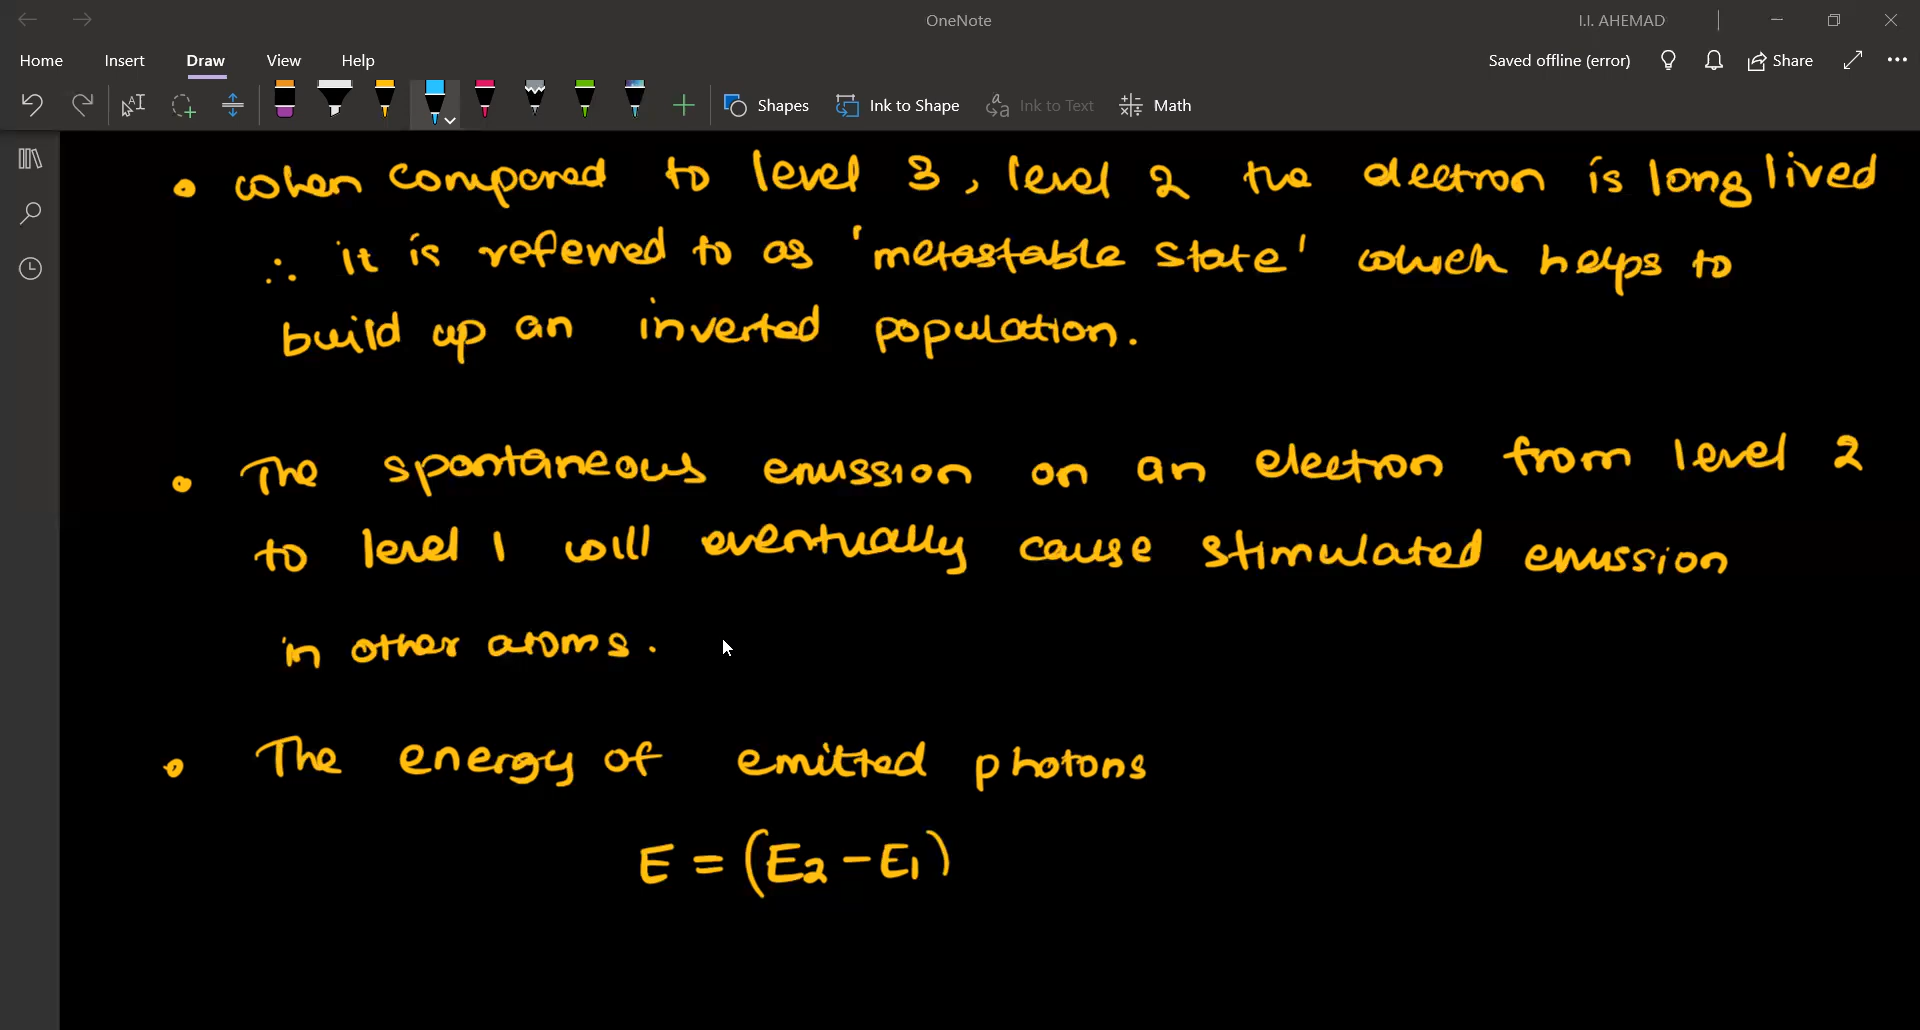 OneNote
I.I. AHEMAD
Home Insert Draw View Help
Saved offline (error) Share
Shapes Ink to Shape Ink to Text Math
• when compared to level 3, level 2 the electron is long lived
∴ it is referred to as 'metastable state' which helps to
build up an inverted population.
• The spontaneous emission on an electron from level 2
to level 1 will eventually cause stimulated emission
in other atoms.
• The energy of emitted photons
E = (E₂ - E₁)